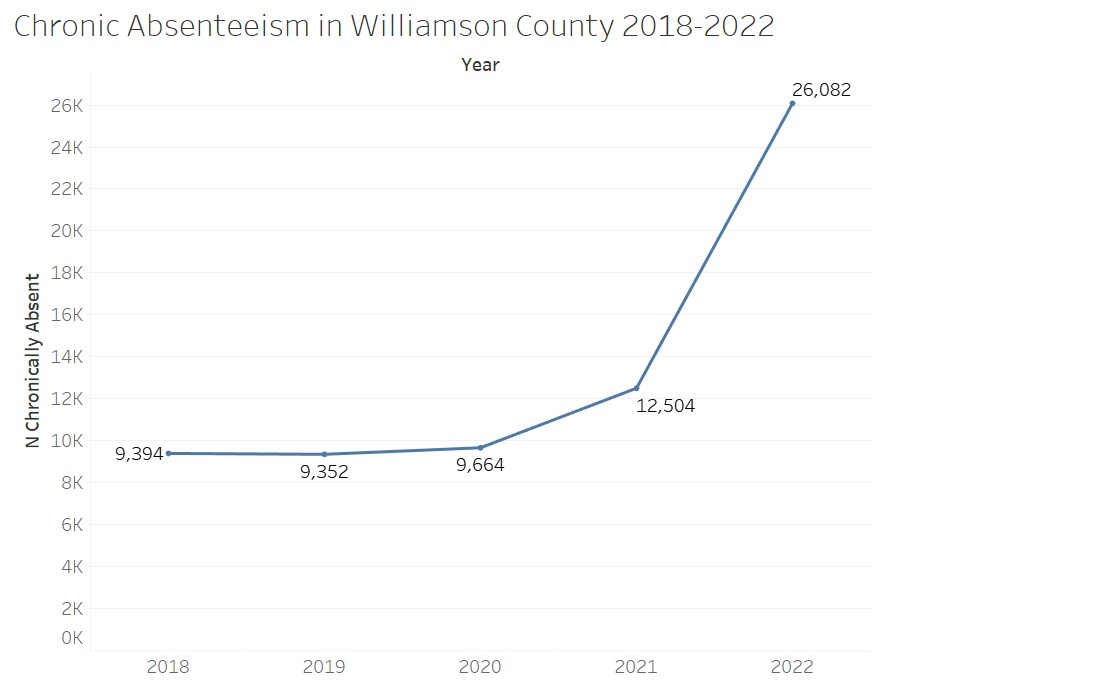 Chronic Absenteeism in Williamson County 2018-2022
Year
26,082
26K
24K
22K
20K
18K
16K
14K
12K
12,504
10K
9,394
9,352
9,664
8K
6K
4K
2K
0K
N Chronically Absent
2018 2019 2020 2021 2022